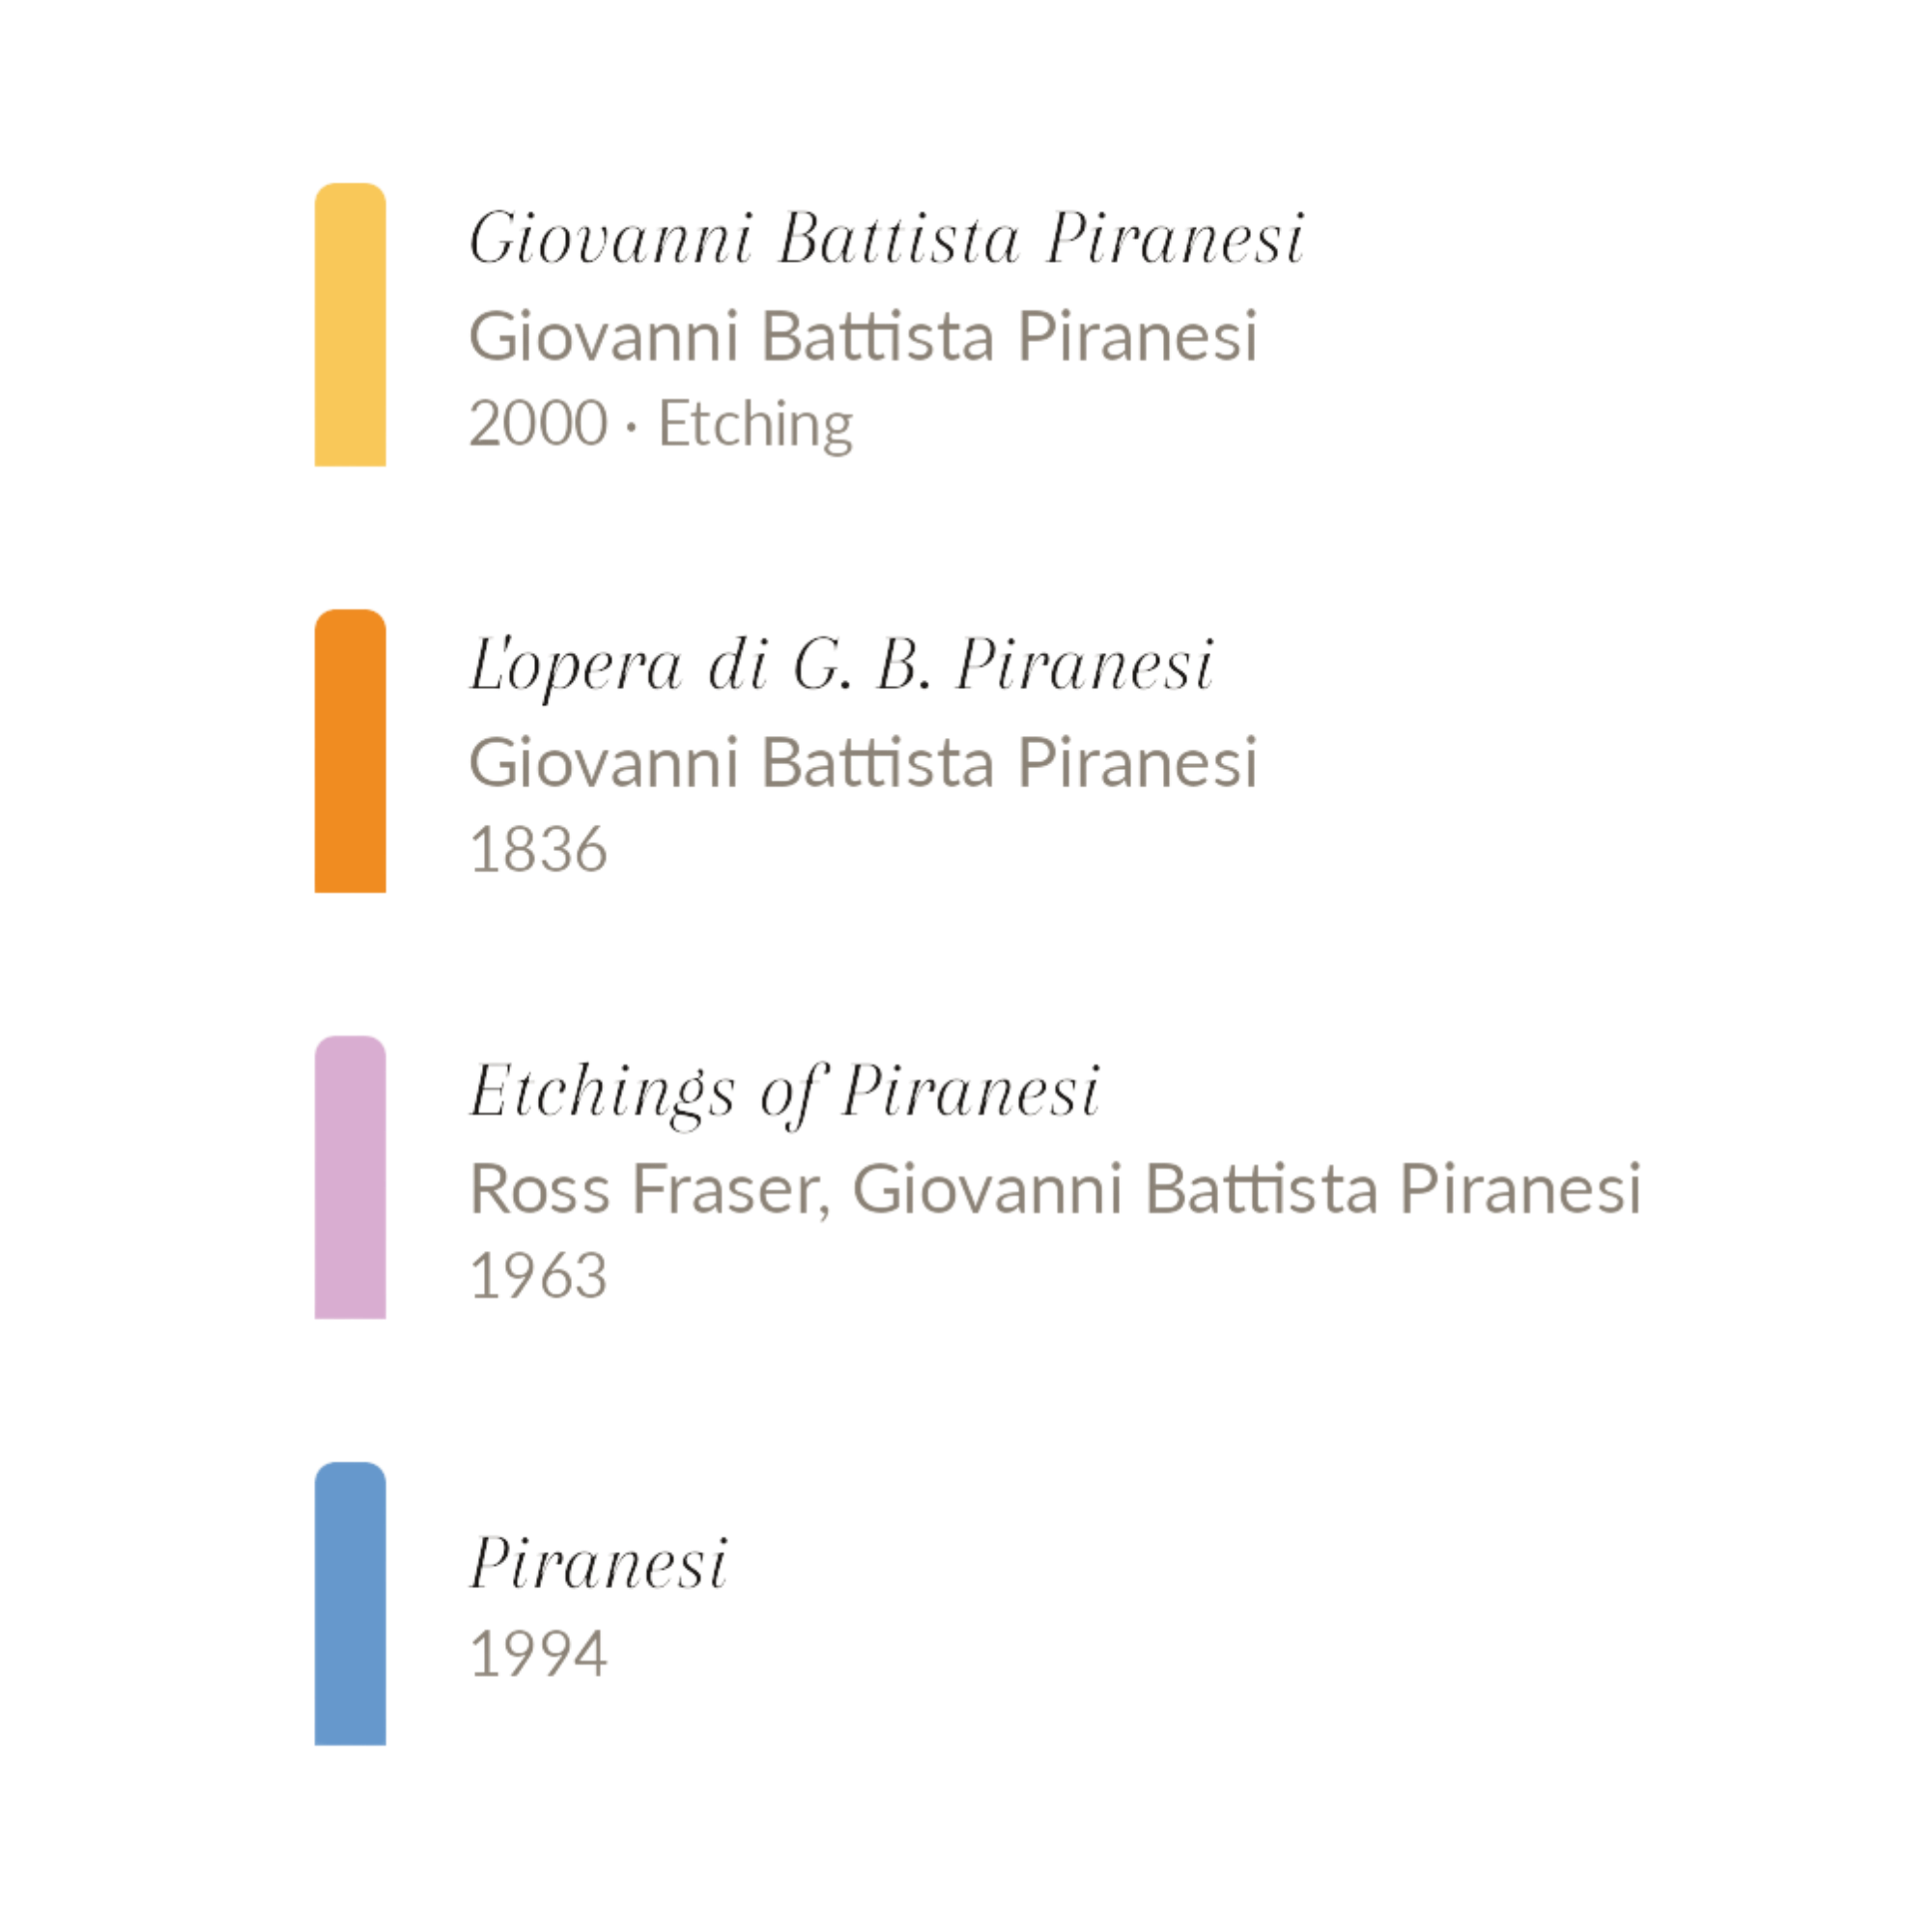 Giovanni Battista Piranesi
Giovanni Battista Piranesi
2000 · Etching
L'opera di G. B. Piranesi
Giovanni Battista Piranesi
1836
Etchings of Piranesi
Ross Fraser, Giovanni Battista Piranesi
1963
Piranesi
1994